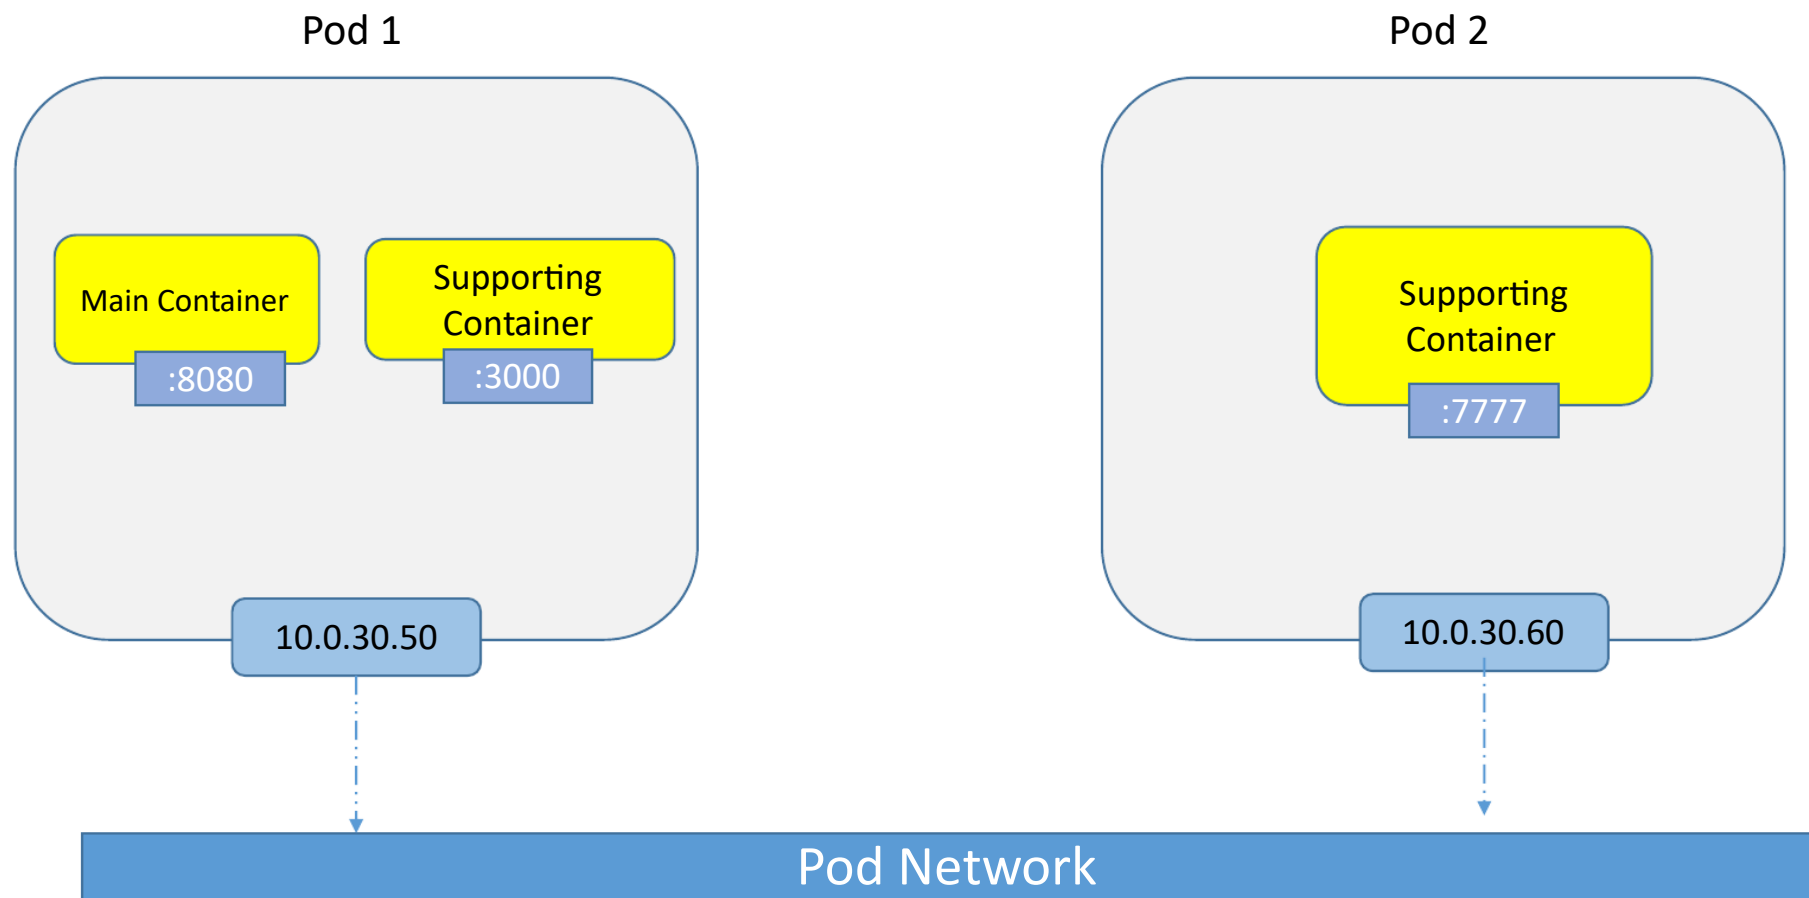 Pod 1
Pod 2
Main Container
:8080
Supporting
Container
:3000
Supporting
Container
:7777
10.0.30.50
10.0.30.60
Pod Network